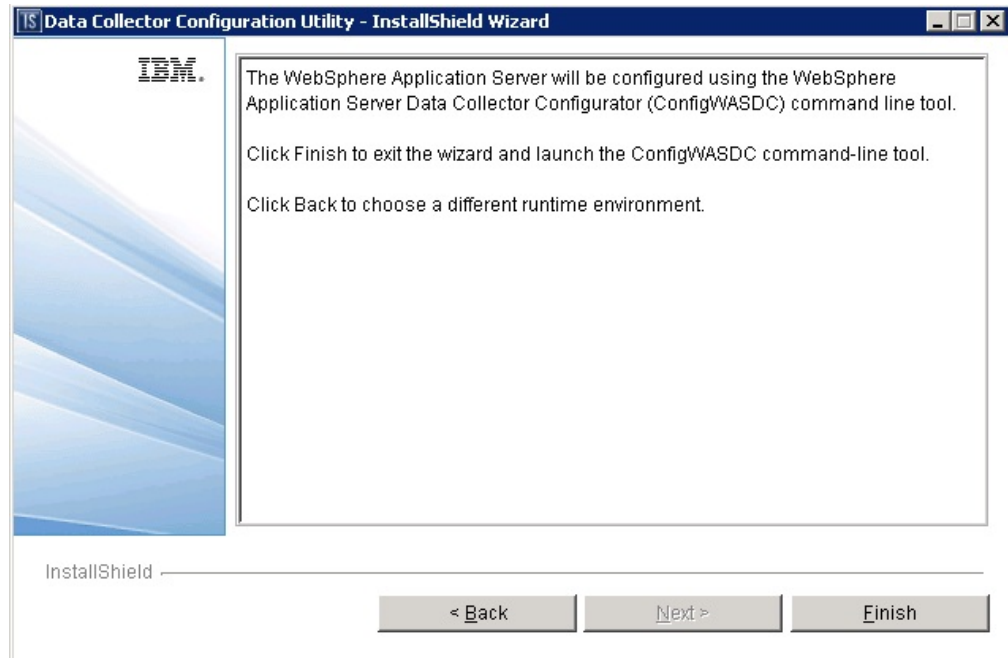 Data Collector Configuration Utility - InstallShield Wizard
IBM.
The WebSphere Application Server will be configured using the WebSphere
Application Server Data Collector Configurator (ConfigWASDC) command line tool.
Click Finish to exit the wizard and launch the ConfigWASDC command-line tool.
Click Back to choose a different runtime environment.
InstallShield
< Back
Next >
Finish